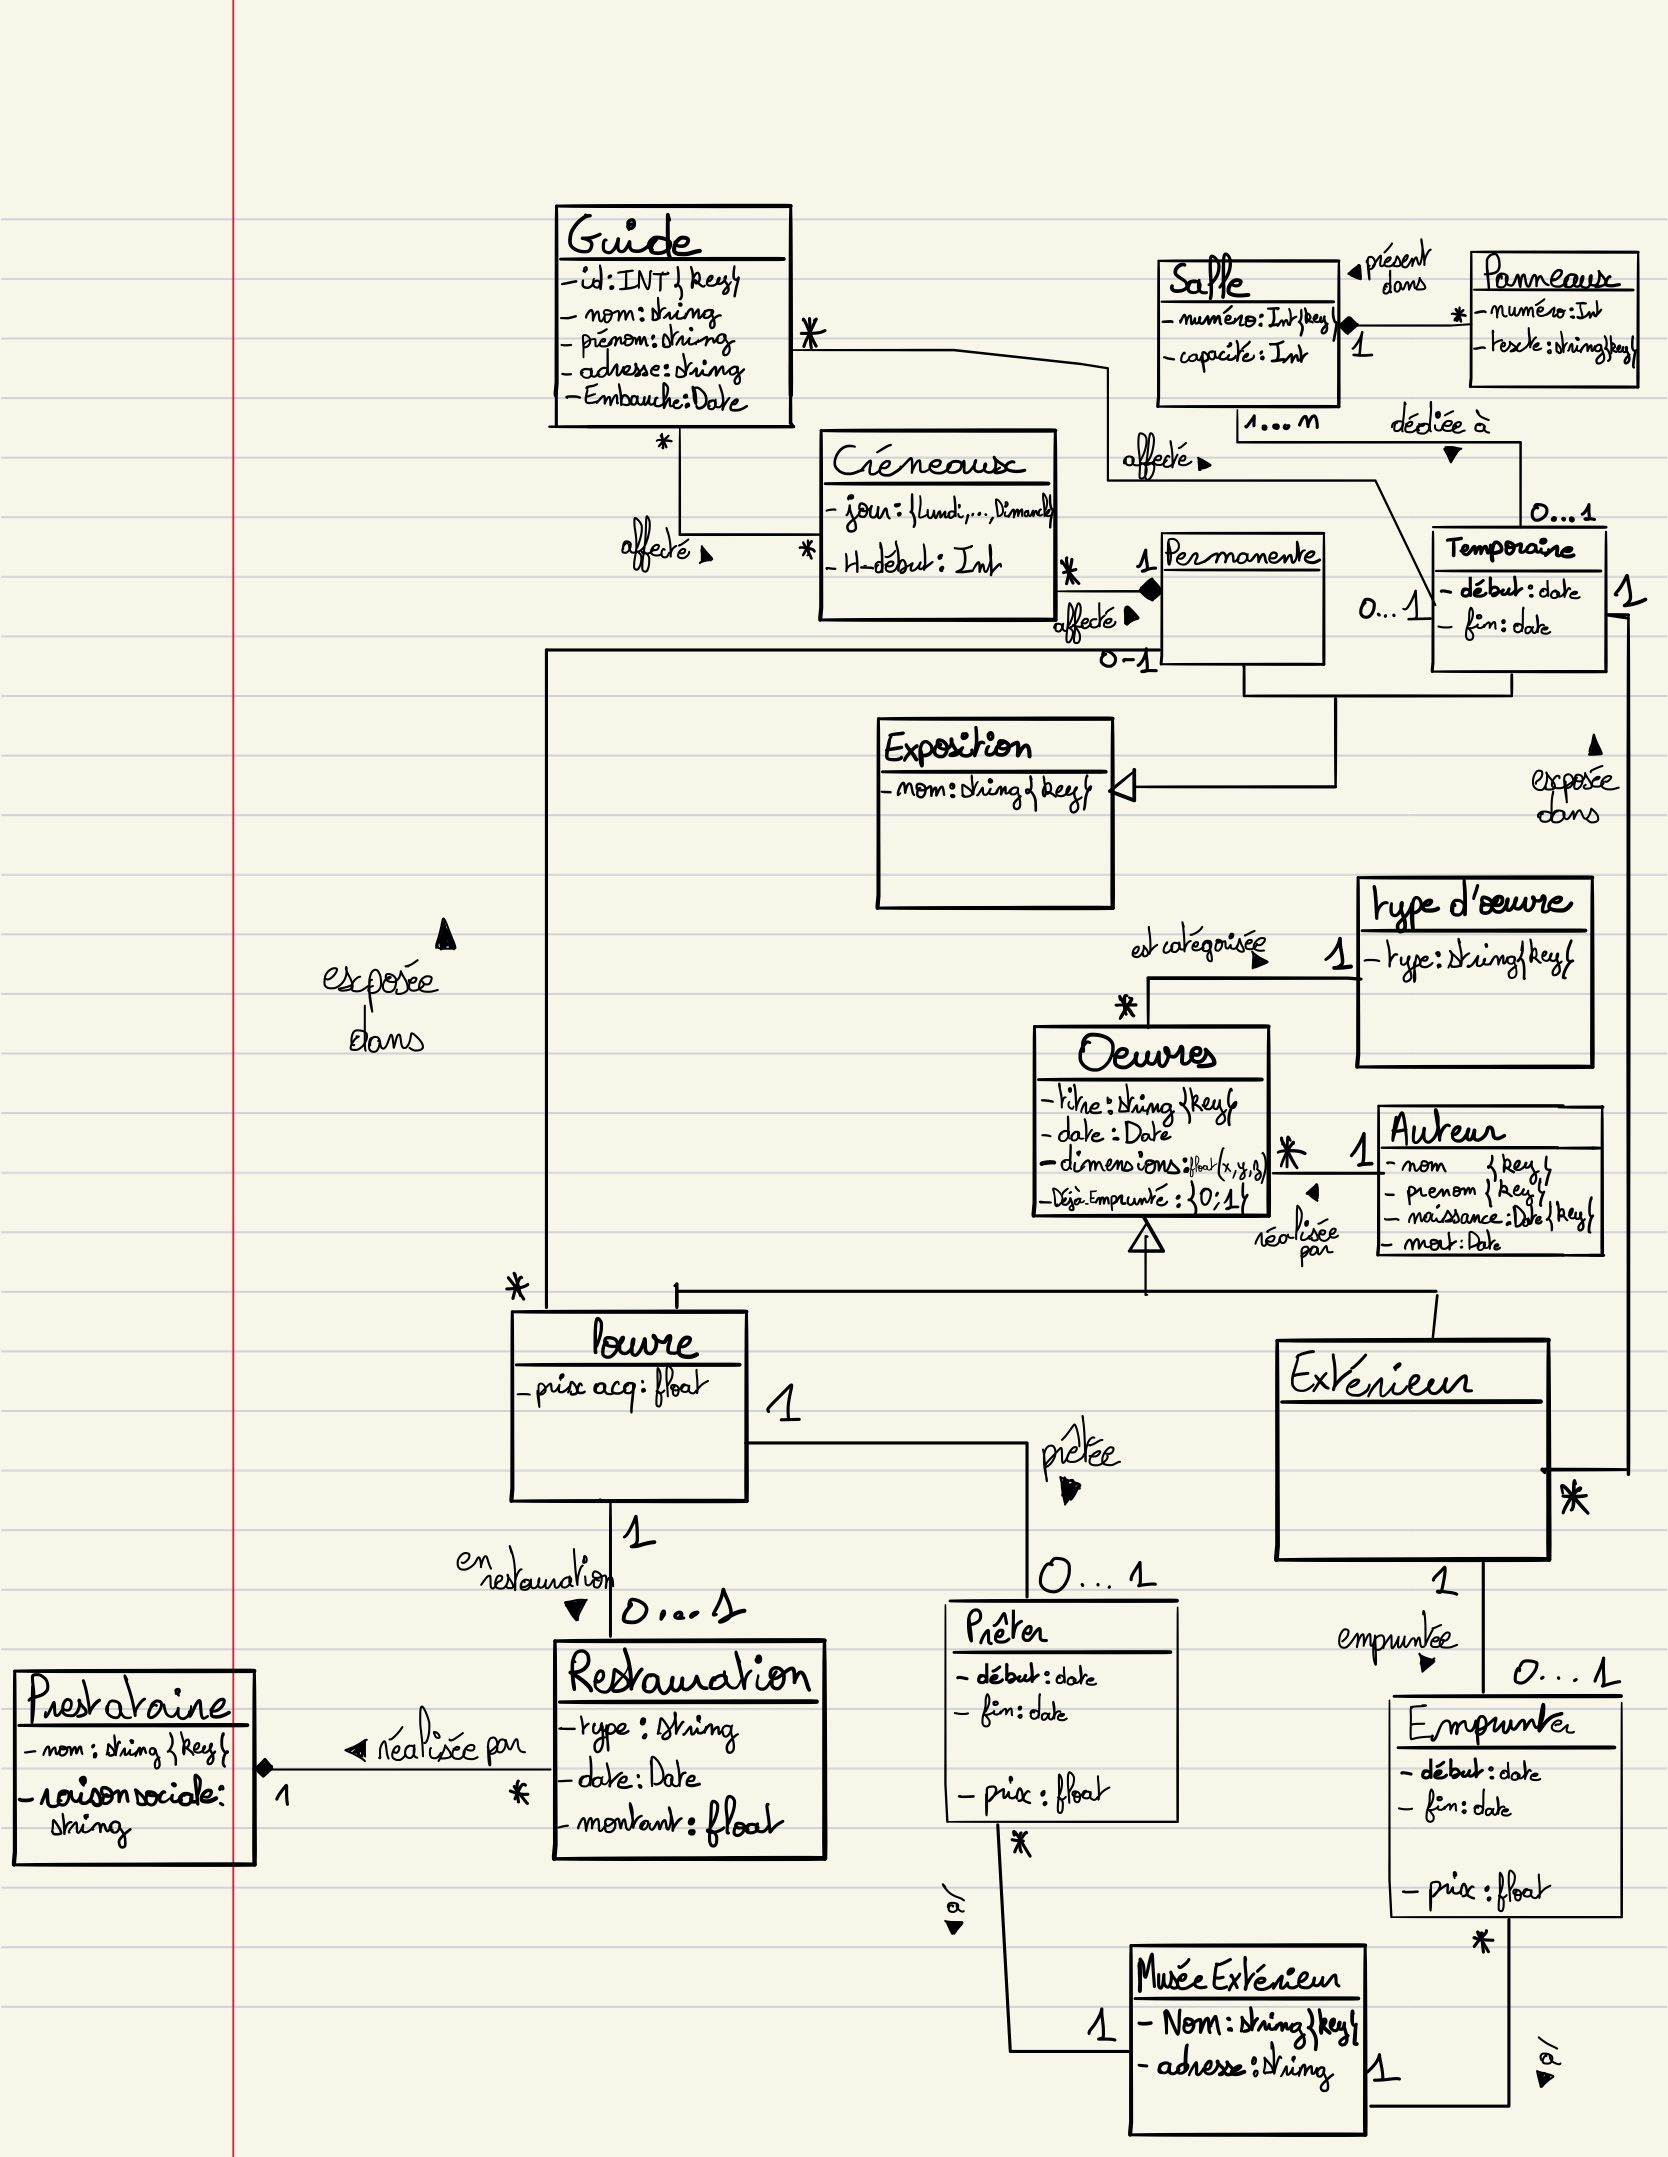 Guide
- id : INT {key}
- nom : string
- prénom : string
- adresse : string
- Embauche : Date
*
*
affecté
*
Créneaux
- jour : {Lundi,...,Dimanche}
- H-début : Int
*
affecté
1
0-1
Permanente
affecté
Salle
- numéro : Int {key}
- capacité : Int
présent
dans
1
*
Panneaux
- numéro : Int
- texte : string {key}
1...n
dédiée à
0...1
Temporaire
- début : date
- fin : date
0...1
1
Exposition
- nom : string {key}
exposée
dans
exposée
dans
type d'oeuvre
- type : string {key}
est catégorisée
1
*
Oeuvres
- titre : string {key}
- date : Date
- dimensions : float (x,y,z)
- Déjà-Emprunté : {0;1}
*
1
réalisée
par
Auteur
- nom {key}
- prenom {key}
- naissance : Date {key}
- mort : Date
*
louvre
- prix acq : float
1
prêtée
1
en
restauration
0...1
Extérieur
*
1
empruntée
0...1
0...1
Prestataire
- nom : string {key}
- raison sociale :
string
1
réalisée par
*
Restauration
- type : string
- date : Date
- montant : float
Prêter
- début : date
- fin : date
- prix : float
*
à
Emprunter
- début : date
- fin : date
- prix : float
*
à
Musée Extérieur
- Nom : string {key}
- adresse : string
1
1